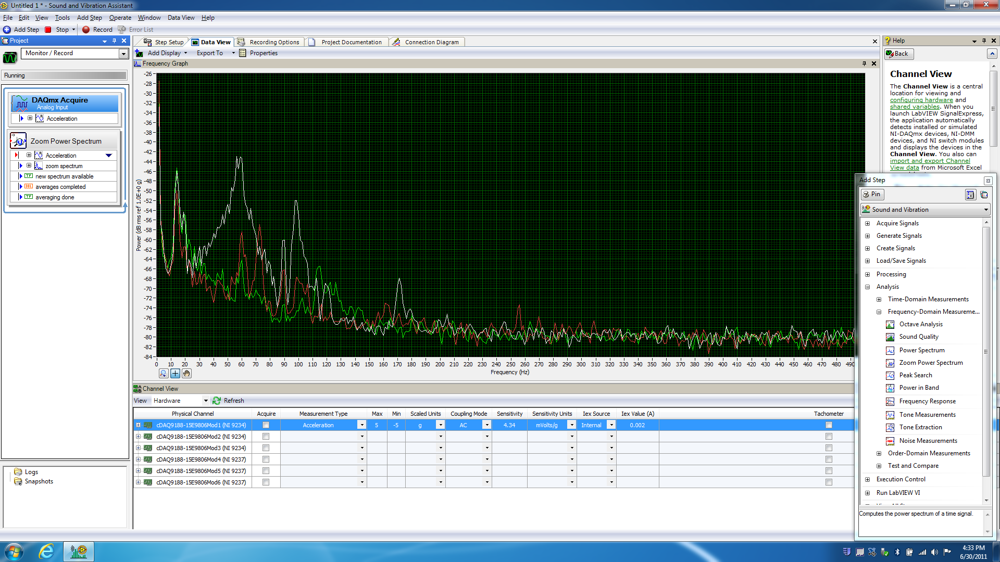 Untitled 1 * - Sound and Vibration Assistant
File Edit View Tools Add Step Operate Window Data View Help
Add Step Stop Record Error List
Project
Monitor / Record
Running
DAQmx Acquire
Analog Input
Acceleration
Zoom Power Spectrum
Acceleration
zoom spectrum
TF new spectrum available
DBL averages completed
TF averaging done
Logs
Snapshots
Step Setup Data View Recording Options Project Documentation Connection Diagram
Add Display Export To Properties
Frequency Graph
Power (dB rms ref 1.0E+0 g)
-26
-28
-30
-32
-34
-36
-38
-40
-42
-44
-46
-48
-50
-52
-54
-56
-58
-60
-62
-64
-66
-68
-70
-72
-74
-76
-78
-80
-82
-84
0 10 20 30 40 50 60 70 80 90 100 110 120 130 140 150 160 170 180 190 200 210 220 230 240 250 260 270 280 290 300 310 320 330 340 350 360 370 380 390 400 410 420 430 440 450 460 470 480
Frequency (Hz)
Channel View
View Hardware Refresh
Physical Channel Acquire Measurement Type Max Min Scaled Units Coupling Mode Sensitivity Sensitivity Units Iex Source Iex Value (A) Tachometer
cDAQ9188-15E9806Mod1 (NI 9234) Acceleration 5 -5 g AC 4.34 mVolts/g Internal 0.002
cDAQ9188-15E9806Mod2 (NI 9234)
cDAQ9188-15E9806Mod3 (NI 9234)
cDAQ9188-15E9806Mod4 (NI 9237)
cDAQ9188-15E9806Mod5 (NI 9237)
cDAQ9188-15E9806Mod6 (NI 9237)
Help
Back
Channel View
The Channel View is a central
location for viewing and
configuring hardware and
shared variables. When you
launch LabVIEW SignalExpress,
the application automatically
detects installed or simulated
NI-DAQmx devices, NI-DMM
devices, and NI switch modules
and displays the devices in the
Channel View. You also can
import and export Channel
View data from Microsoft Excel
Add Step
Pin
Sound and Vibration
Acquire Signals
Generate Signals
Create Signals
Load/Save Signals
Processing
Analysis
Time-Domain Measurements
Frequency-Domain Measureme...
Octave Analysis
Sound Quality
Power Spectrum
Zoom Power Spectrum
Peak Search
Power in Band
Frequency Response
Tone Measurements
Tone Extraction
Noise Measurements
Order-Domain Measurements
Test and Compare
Execution Control
Run LabVIEW VI
Computes the power spectrum of a time signal.
4:33 PM
6/30/2011